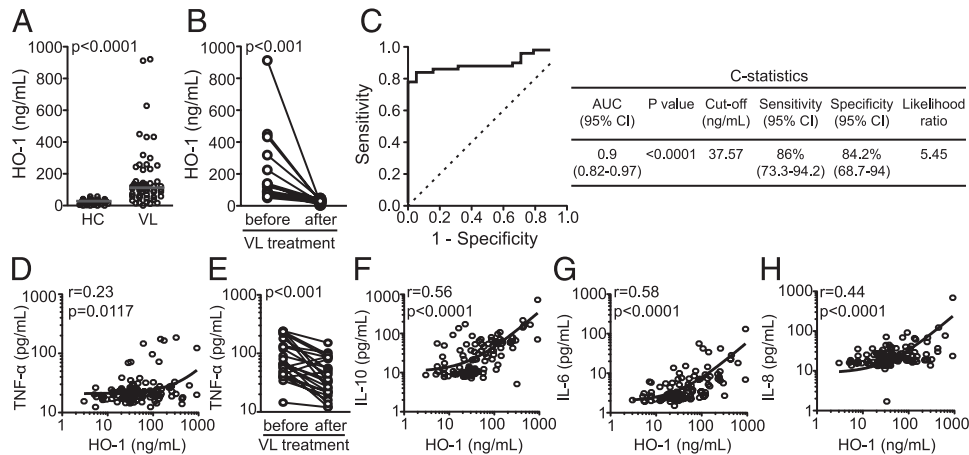 A
p<0.0001
HO-1 (ng/mL)
1000
800
600
400
200
0
HC
VL
B
p<0.001
HO-1 (ng/mL)
1000
800
600
400
200
0
before
after
VL treatment
C
Sensitivity
1.0
0.8
0.6
0.4
0.2
0.0
0.0 0.2 0.4 0.6 0.8 1.0
1 - Specificity
C-statistics
AUC P value Cut-off Sensitivity Specificity Likelihood
(95% CI) (ng/mL) (95% CI) (95% CI) ratio
0.9 <0.0001 37.57 86% 84.2% 5.45
(0.82-0.97) (73.3-94.2) (68.7-94)
D
r=0.23
p=0.0117
TNF-α (pg/mL)
1000
100
10
1 10 100 1000
HO-1 (ng/mL)
E
p<0.001
TNF-α (pg/mL)
1000
100
10
before after
VL treatment
F
r=0.56
p<0.0001
IL-10 (pg/mL)
1000
100
10
1
1 10 100 1000
HO-1 (ng/mL)
G
r=0.58
p<0.0001
IL-6 (pg/mL)
1000
100
10
1
1 10 100 1000
HO-1 (ng/mL)
H
r=0.44
p<0.0001
IL-8 (pg/mL)
1000
100
10
1
1 10 100 1000
HO-1 (ng/mL)